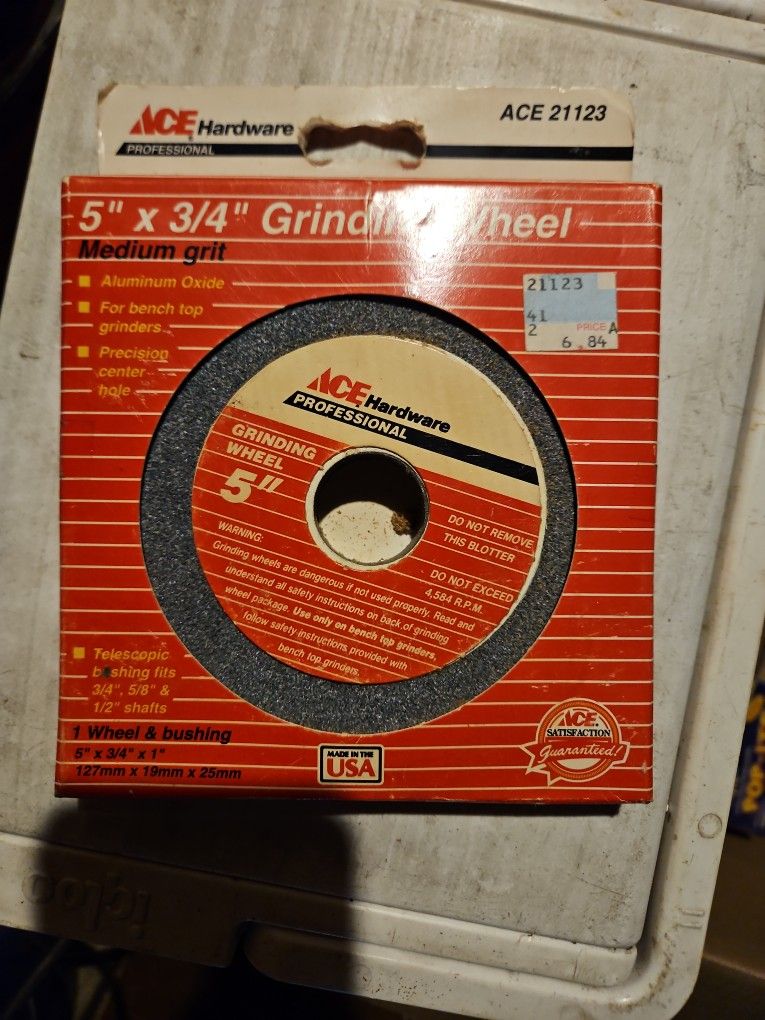 ACE Hardware
PROFESSIONAL
ACE 21123
5" x 3/4" Grinding Wheel
Medium grit
Aluminum Oxide
For bench top
grinders
Precision
center
hole
21123
41
2 PRICE A
6.84
ACE Hardware
PROFESSIONAL
GRINDING
WHEEL
5"
DO NOT REMOVE
THIS BLOTTER
DO NOT EXCEED
4,584 R.P.M.
WARNING:
Grinding wheels are dangerous if not used properly. Read and
understand all safety instructions on back of grinding
wheel package. Use only on bench top grinders,
follow safety instructions provided with
bench top grinders.
Telescopic
bushing fits
3/4", 5/8" &
1/2" shafts
1 Wheel & bushing
5" x 3/4" x 1"
127mm x 19mm x 25mm
MADE IN THE
USA
ACE
SATISFACTION
Guaranteed!
igloo
POP-ITS